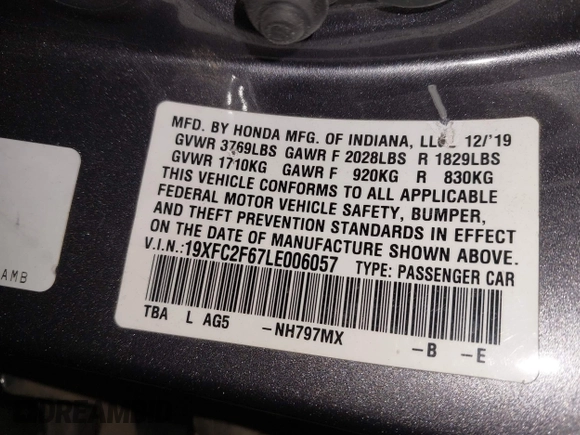 MFD. BY HONDA MFG. OF INDIANA, LLC. 12/'19
GVWR 3769LBS GAWR F 2028LBS R 1829LBS
GVWR 1710KG GAWR F 920KG R 830KG
THIS VEHICLE CONFORMS TO ALL APPLICABLE
FEDERAL MOTOR VEHICLE SAFETY, BUMPER,
AND THEFT PREVENTION STANDARDS IN EFFECT
ON THE DATE OF MANUFACTURE SHOWN ABOVE.
V.I.N.:19XFC2F67LE006057 TYPE: PASSENGER CAR
TBA L AG5 -NH797MX -B -E
AMB